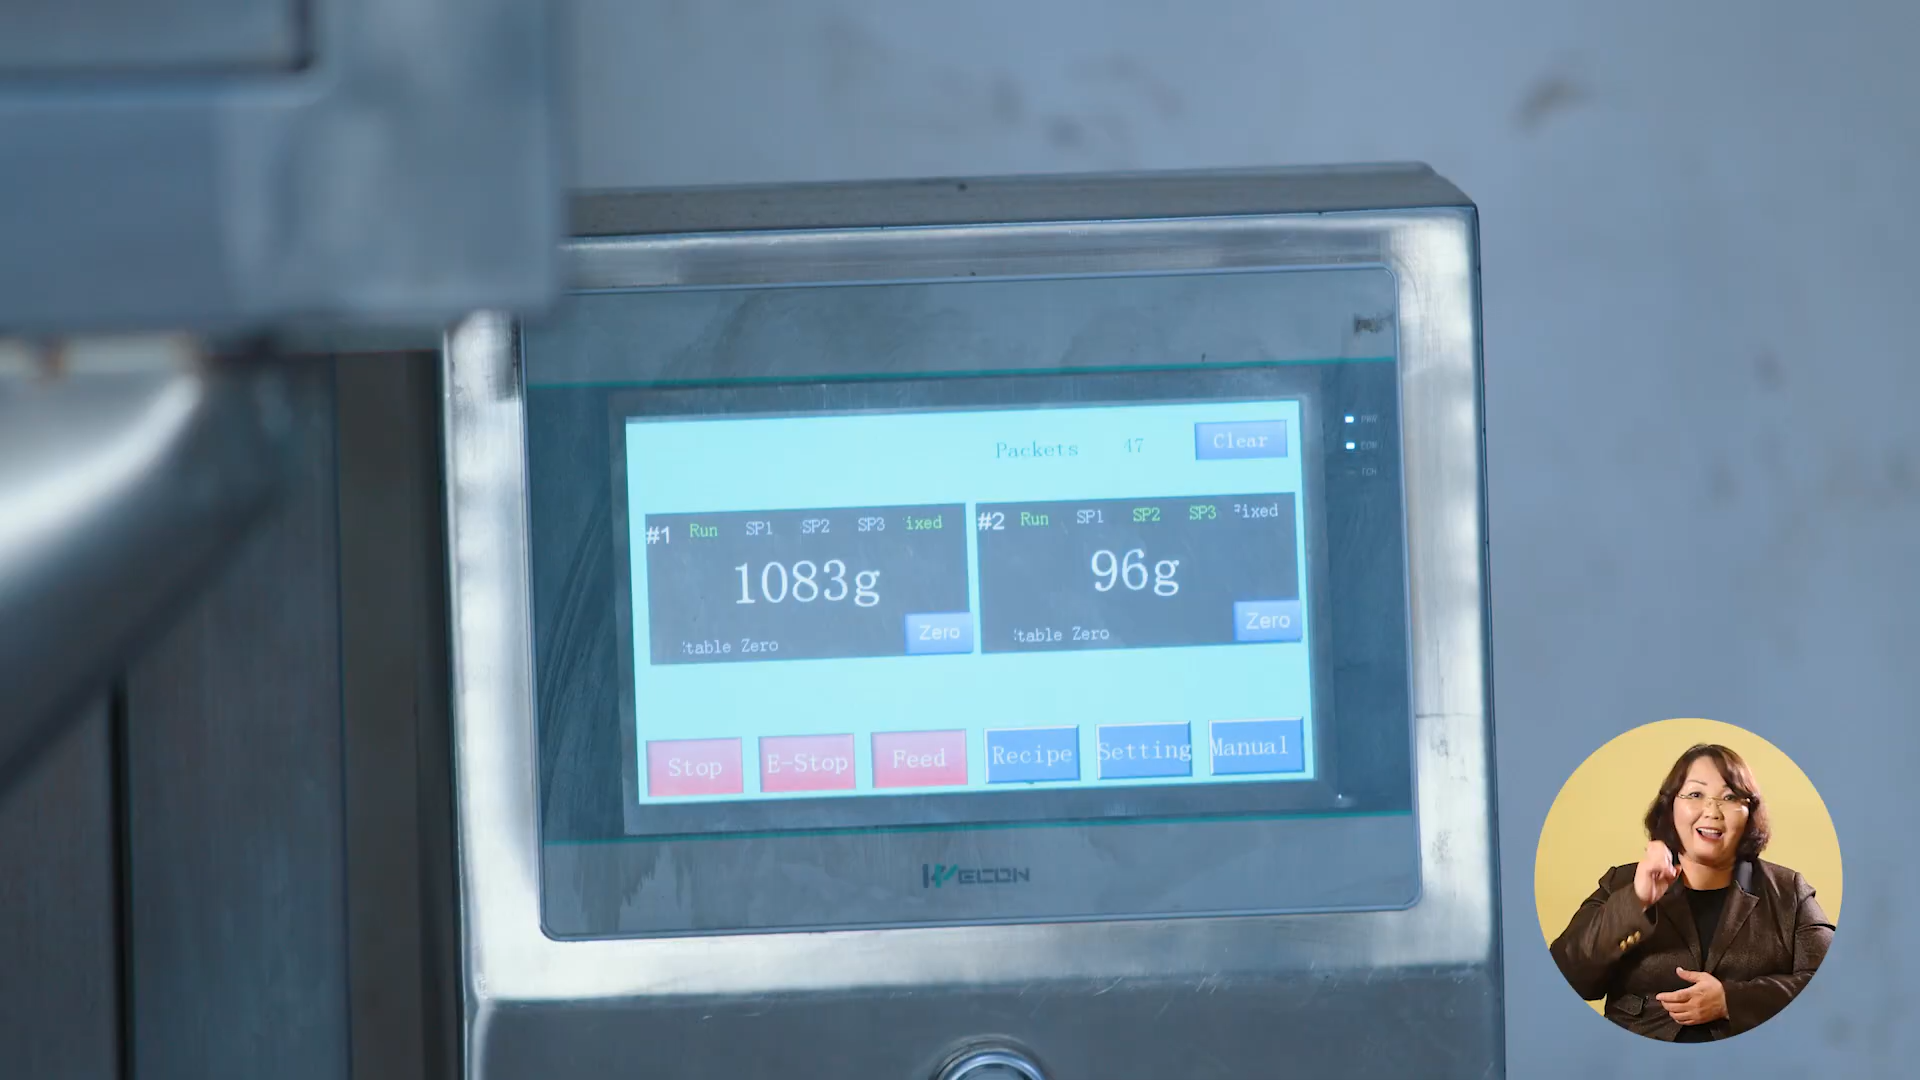 Packets 47 Clear
#1 Run SP1 SP2 SP3 ixed
1083g
table Zero Zero
#2 Run SP1 SP2 SP3 ixed
96g
table Zero Zero
Stop E-Stop Feed Recipe Setting Manual
WECON